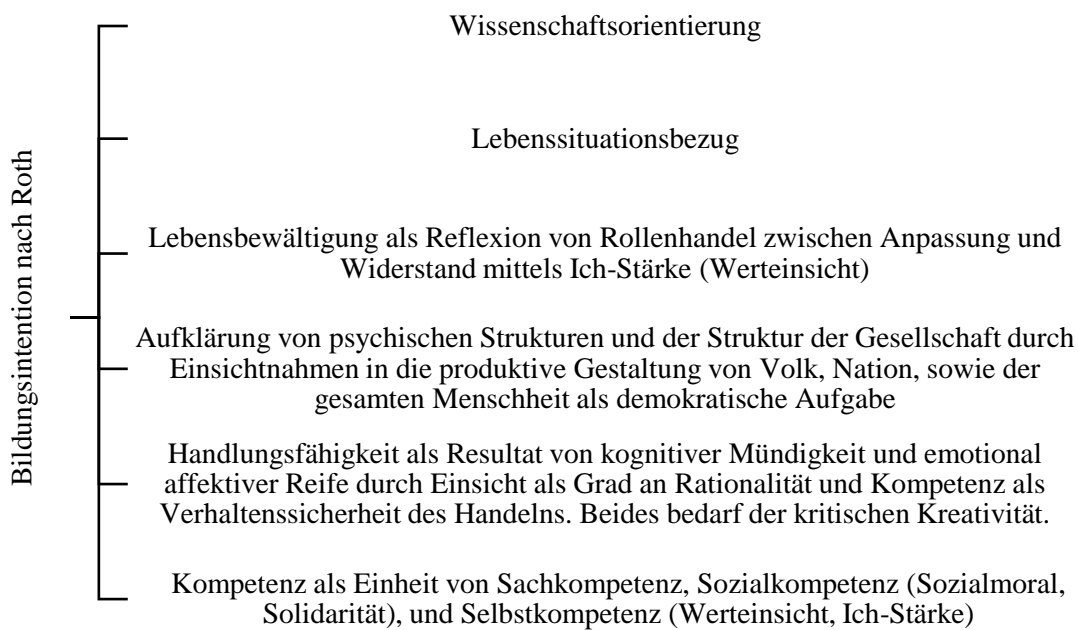 Bildungsintention nach Roth
Wissenschaftsorientierung
Lebenssituationsbezug
Lebensbewältigung als Reflexion von Rollenhandel zwischen Anpassung und
Widerstand mittels Ich-Stärke (Werteinsicht)
Aufklärung von psychischen Strukturen und der Struktur der Gesellschaft durch
Einsichtnahmen in die produktive Gestaltung von Volk, Nation, sowie der
gesamten Menschheit als demokratische Aufgabe
Handlungsfähigkeit als Resultat von kognitiver Mündigkeit und emotional
affektiver Reife durch Einsicht als Grad an Rationalität und Kompetenz als
Verhaltenssicherheit des Handelns. Beides bedarf der kritischen Kreativität.
Kompetenz als Einheit von Sachkompetenz, Sozialkompetenz (Sozialmoral,
Solidarität), und Selbstkompetenz (Werteinsicht, Ich-Stärke)